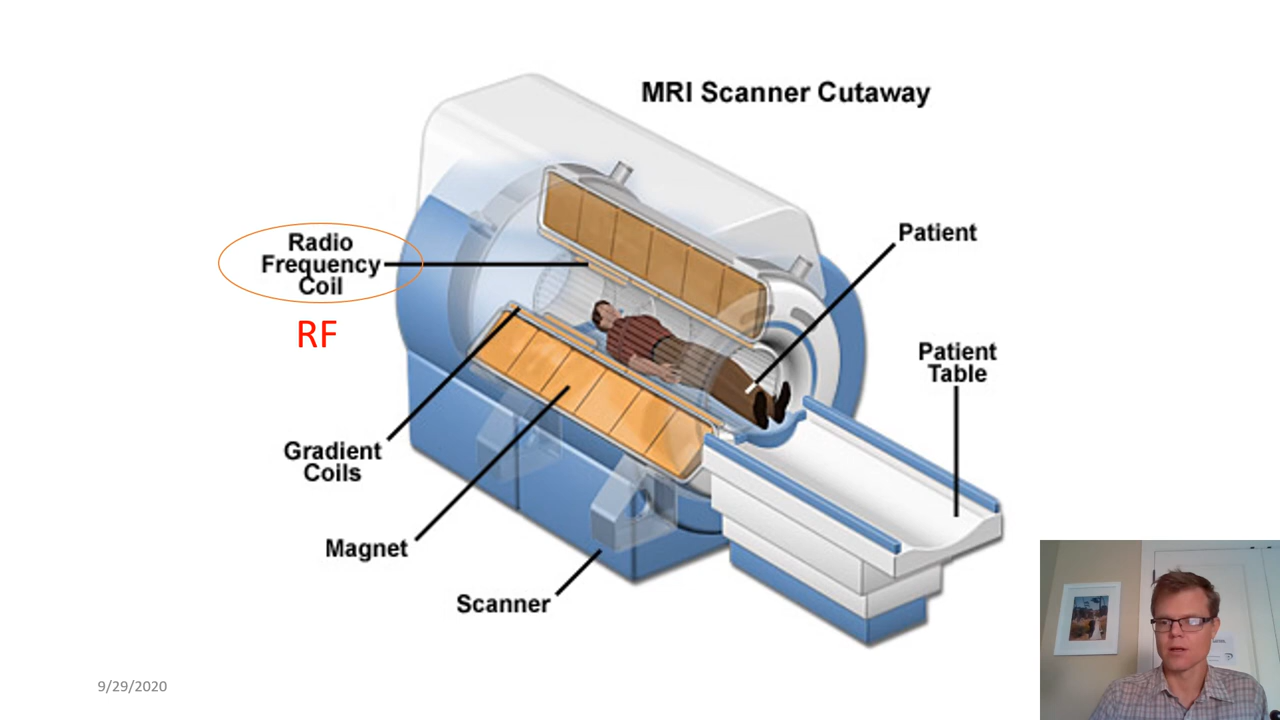 MRI Scanner Cutaway
Radio
Frequency
Coil
RF
Patient
Patient
Table
Gradient
Coils
Magnet
Scanner
9/29/2020